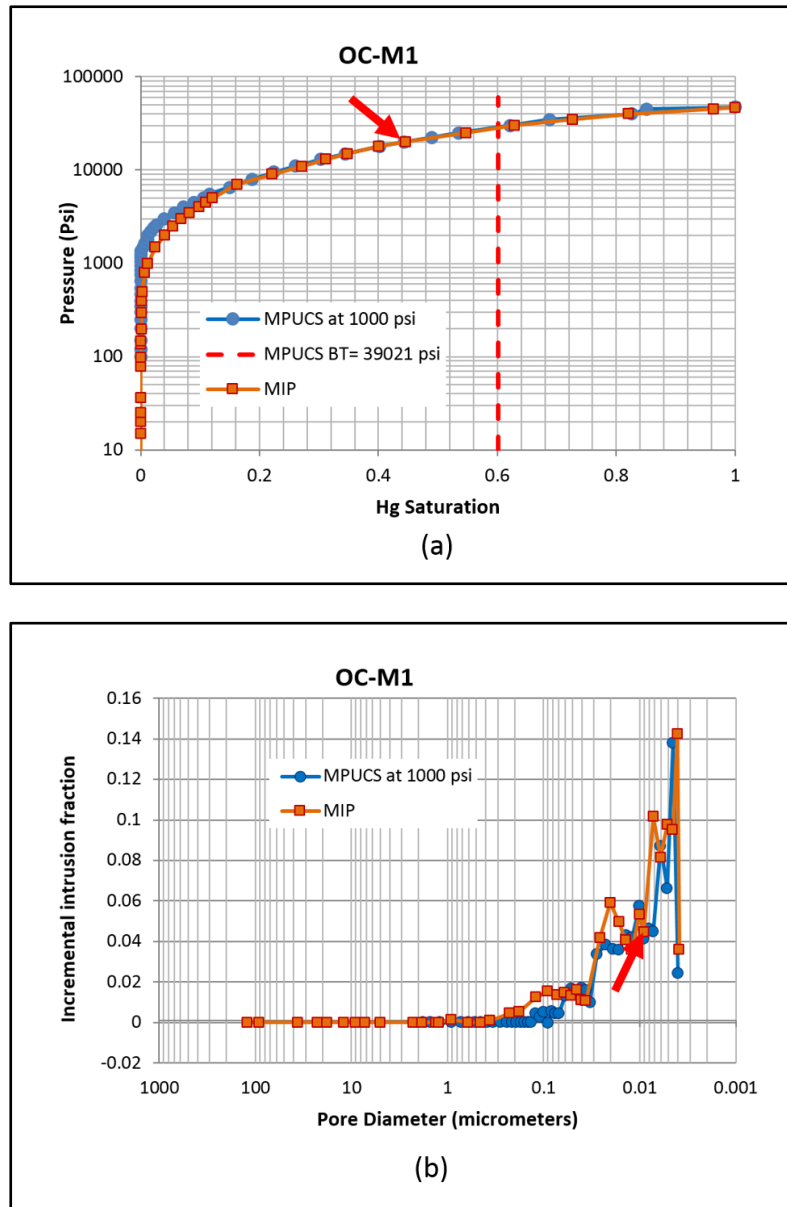 OC-M1
100000
10000
1000
100
10
Pressure (Psi)
MPUCS at 1000 psi
MPUCS BT= 39021 psi
MIP
0 0.2 0.4 0.6 0.8 1
Hg Saturation
(a)
OC-M1
0.16
0.14
0.12
0.1
0.08
0.06
0.04
0.02
0
-0.02
Incremental intrusion fraction
MPUCS at 1000 psi
MIP
1000 100 10 1 0.1 0.01 0.001
Pore Diameter (micrometers)
(b)